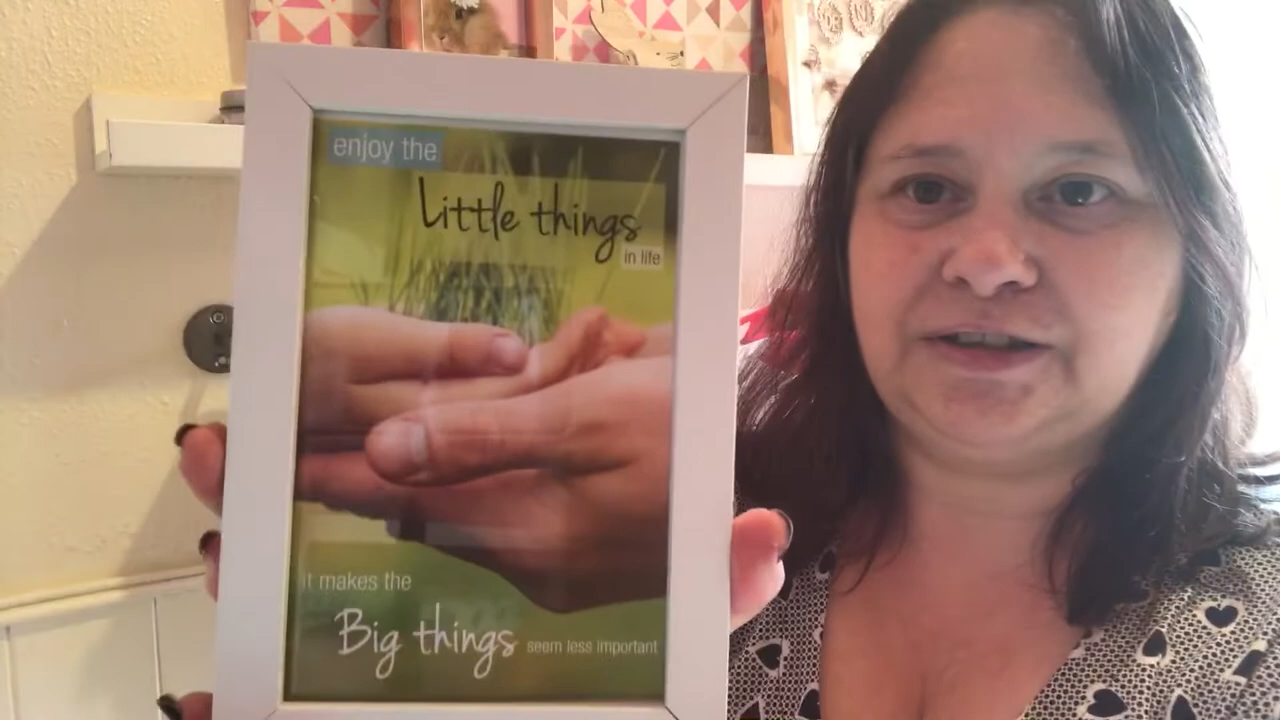 enjoy the
Little things
in life
it makes the
Big things seem less important